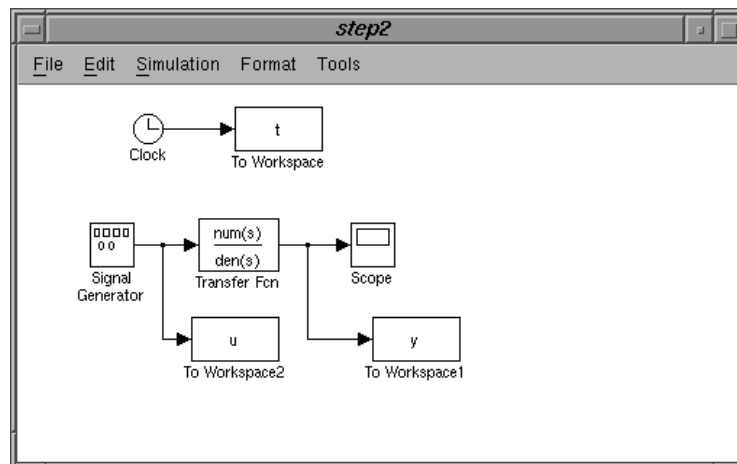 step2
File Edit Simulation Format Tools
t
Clock
To Workspace
num(s)
den(s)
Signal
Generator
Transfer Fcn
Scope
u
y
To Workspace2
To Workspace1